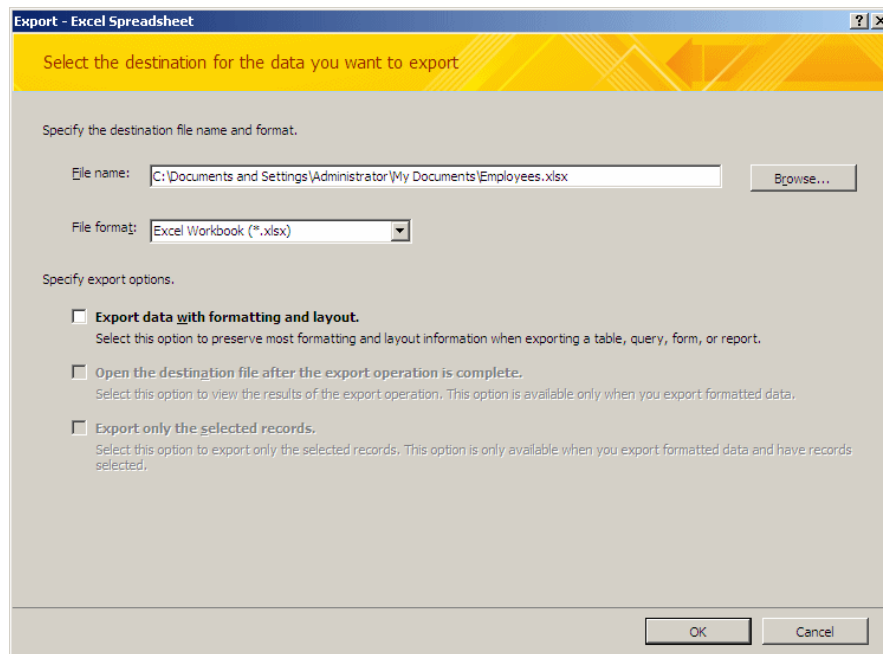 Export - Excel Spreadsheet
Select the destination for the data you want to export
Specify the destination file name and format.
File name: C:\Documents and Settings\Administrator\My Documents\Employees.xlsx Browse...
File format: Excel Workbook (*.xlsx)
Specify export options.
Export data with formatting and layout.
Select this option to preserve most formatting and layout information when exporting a table, query, form, or report.
Open the destination file after the export operation is complete.
Select this option to view the results of the export operation. This option is available only when you export formatted data.
Export only the selected records.
Select this option to export only the selected records. This option is only available when you export formatted data and have records
selected.
OK Cancel